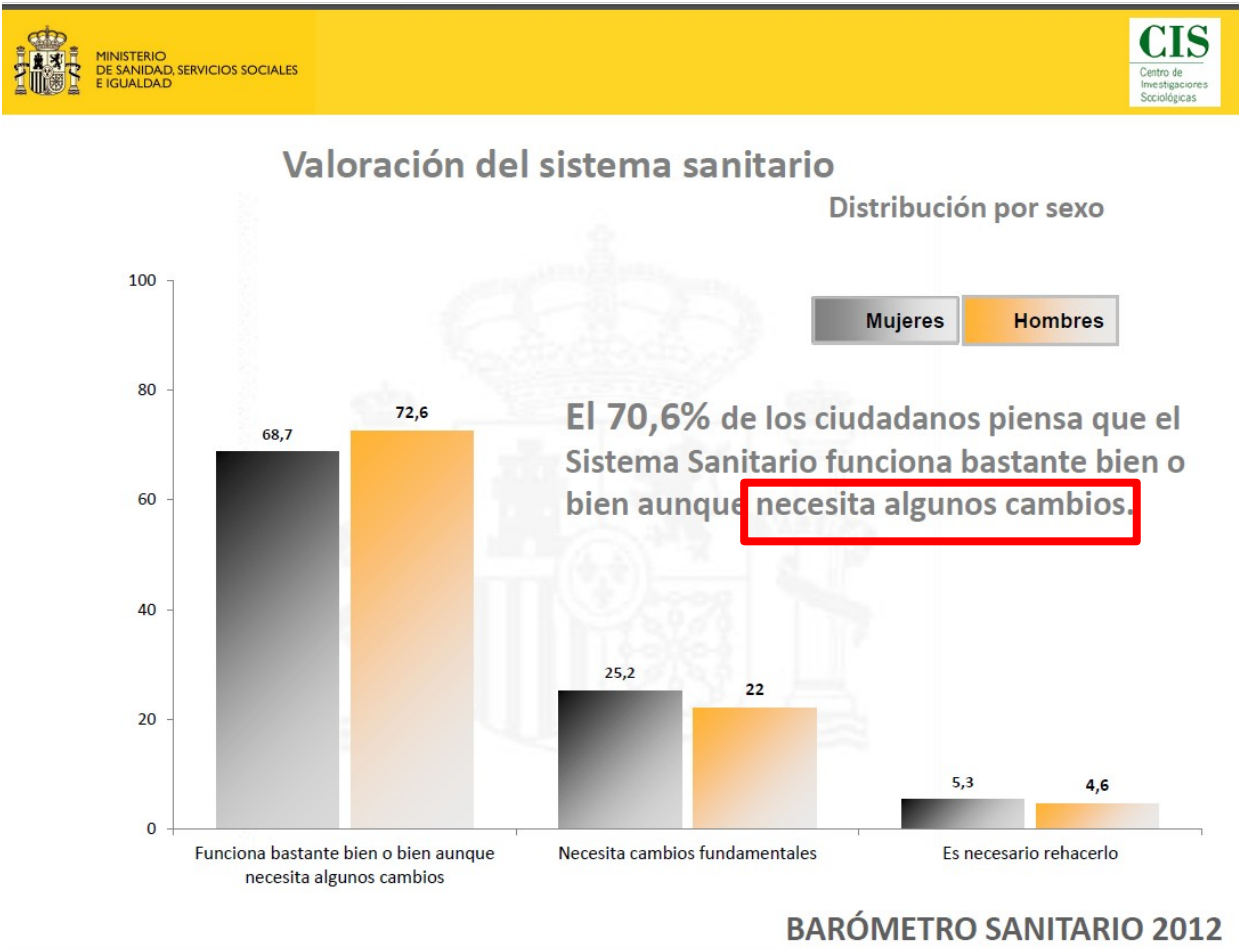 MINISTERIO
DE SANIDAD, SERVICIOS SOCIALES
E IGUALDAD
CIS
Centro de
Investigaciones
Sociológicas
Valoración del sistema sanitario
Distribución por sexo
Mujeres
Hombres
El 70,6% de los ciudadanos piensa que el
Sistema Sanitario funciona bastante bien o
bien aunque necesita algunos cambios.
100
80
60
40
20
0
68,7
72,6
25,2
22
5,3
4,6
Funciona bastante bien o bien aunque
necesita algunos cambios
Necesita cambios fundamentales
Es necesario rehacerlo
BARÓMETRO SANITARIO 2012